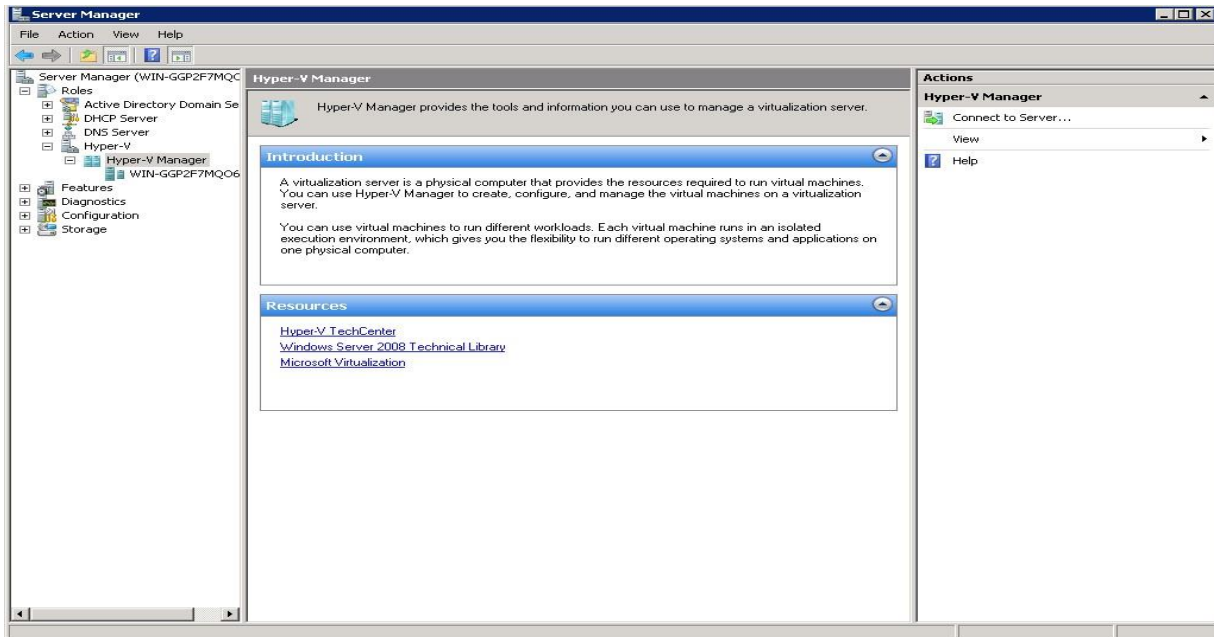 Server Manager
File Action View Help
Server Manager (WIN-GGP2F7MQC
Roles
Active Directory Domain Se
DHCP Server
DNS Server
Hyper-V
Hyper-V Manager
WIN-GGP2F7MQO6
Features
Diagnostics
Configuration
Storage
Hyper-V Manager
Hyper-V Manager provides the tools and information you can use to manage a virtualization server.
Introduction
A virtualization server is a physical computer that provides the resources required to run virtual machines.
You can use Hyper-V Manager to create, configure, and manage the virtual machines on a virtualization
server.
You can use virtual machines to run different workloads. Each virtual machine runs in an isolated
execution environment, which gives you the flexibility to run different operating systems and applications on
one physical computer.
Resources
Hyper-V TechCenter
Windows Server 2008 Technical Library
Microsoft Virtualization
Actions
Hyper-V Manager
Connect to Server...
View
Help